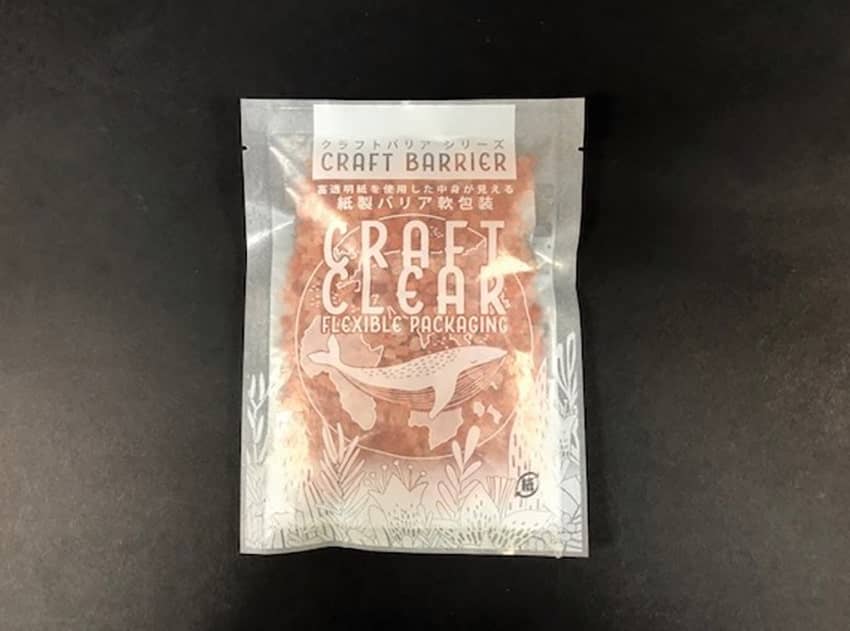 クラフトバリア シリーズ
CRAFT BARRIER
高透明紙を使用した中身が見える
紙製バリア軟包装
CRAFT
CLEAR
FLEXIBLE PACKAGING
紙